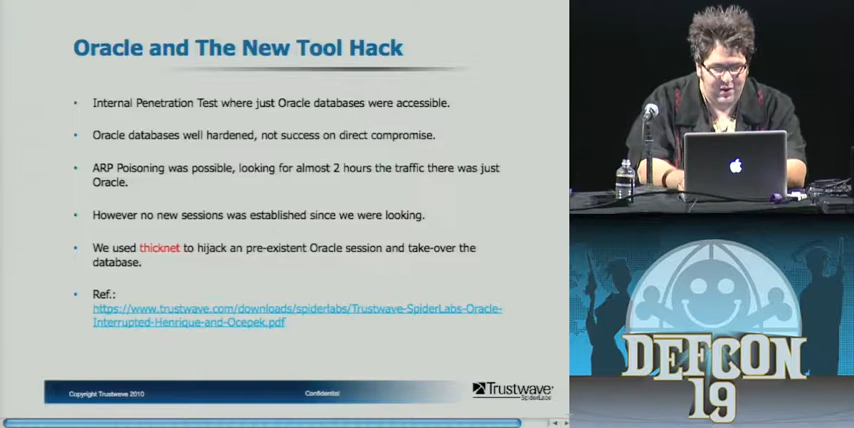 Oracle and The New Tool Hack
• Internal Penetration Test where just Oracle databases were accessible.
• Oracle databases well hardened, not success on direct compromise.
• ARP Poisoning was possible, looking for almost 2 hours the traffic there was just
Oracle.
• However no new sessions was established since we were looking.
• We used thicknet to hijack an pre-existent Oracle session and take-over the
database.
• Ref.:
https://www.trustwave.com/downloads/spiderlabs/Trustwave-SpiderLabs-Oracle-
Interrupted-Henrique-and-Ocepek.pdf
Copyright Trustwave 2010
Confidential
Trustwave®
SpiderLabs
DEFCON
19